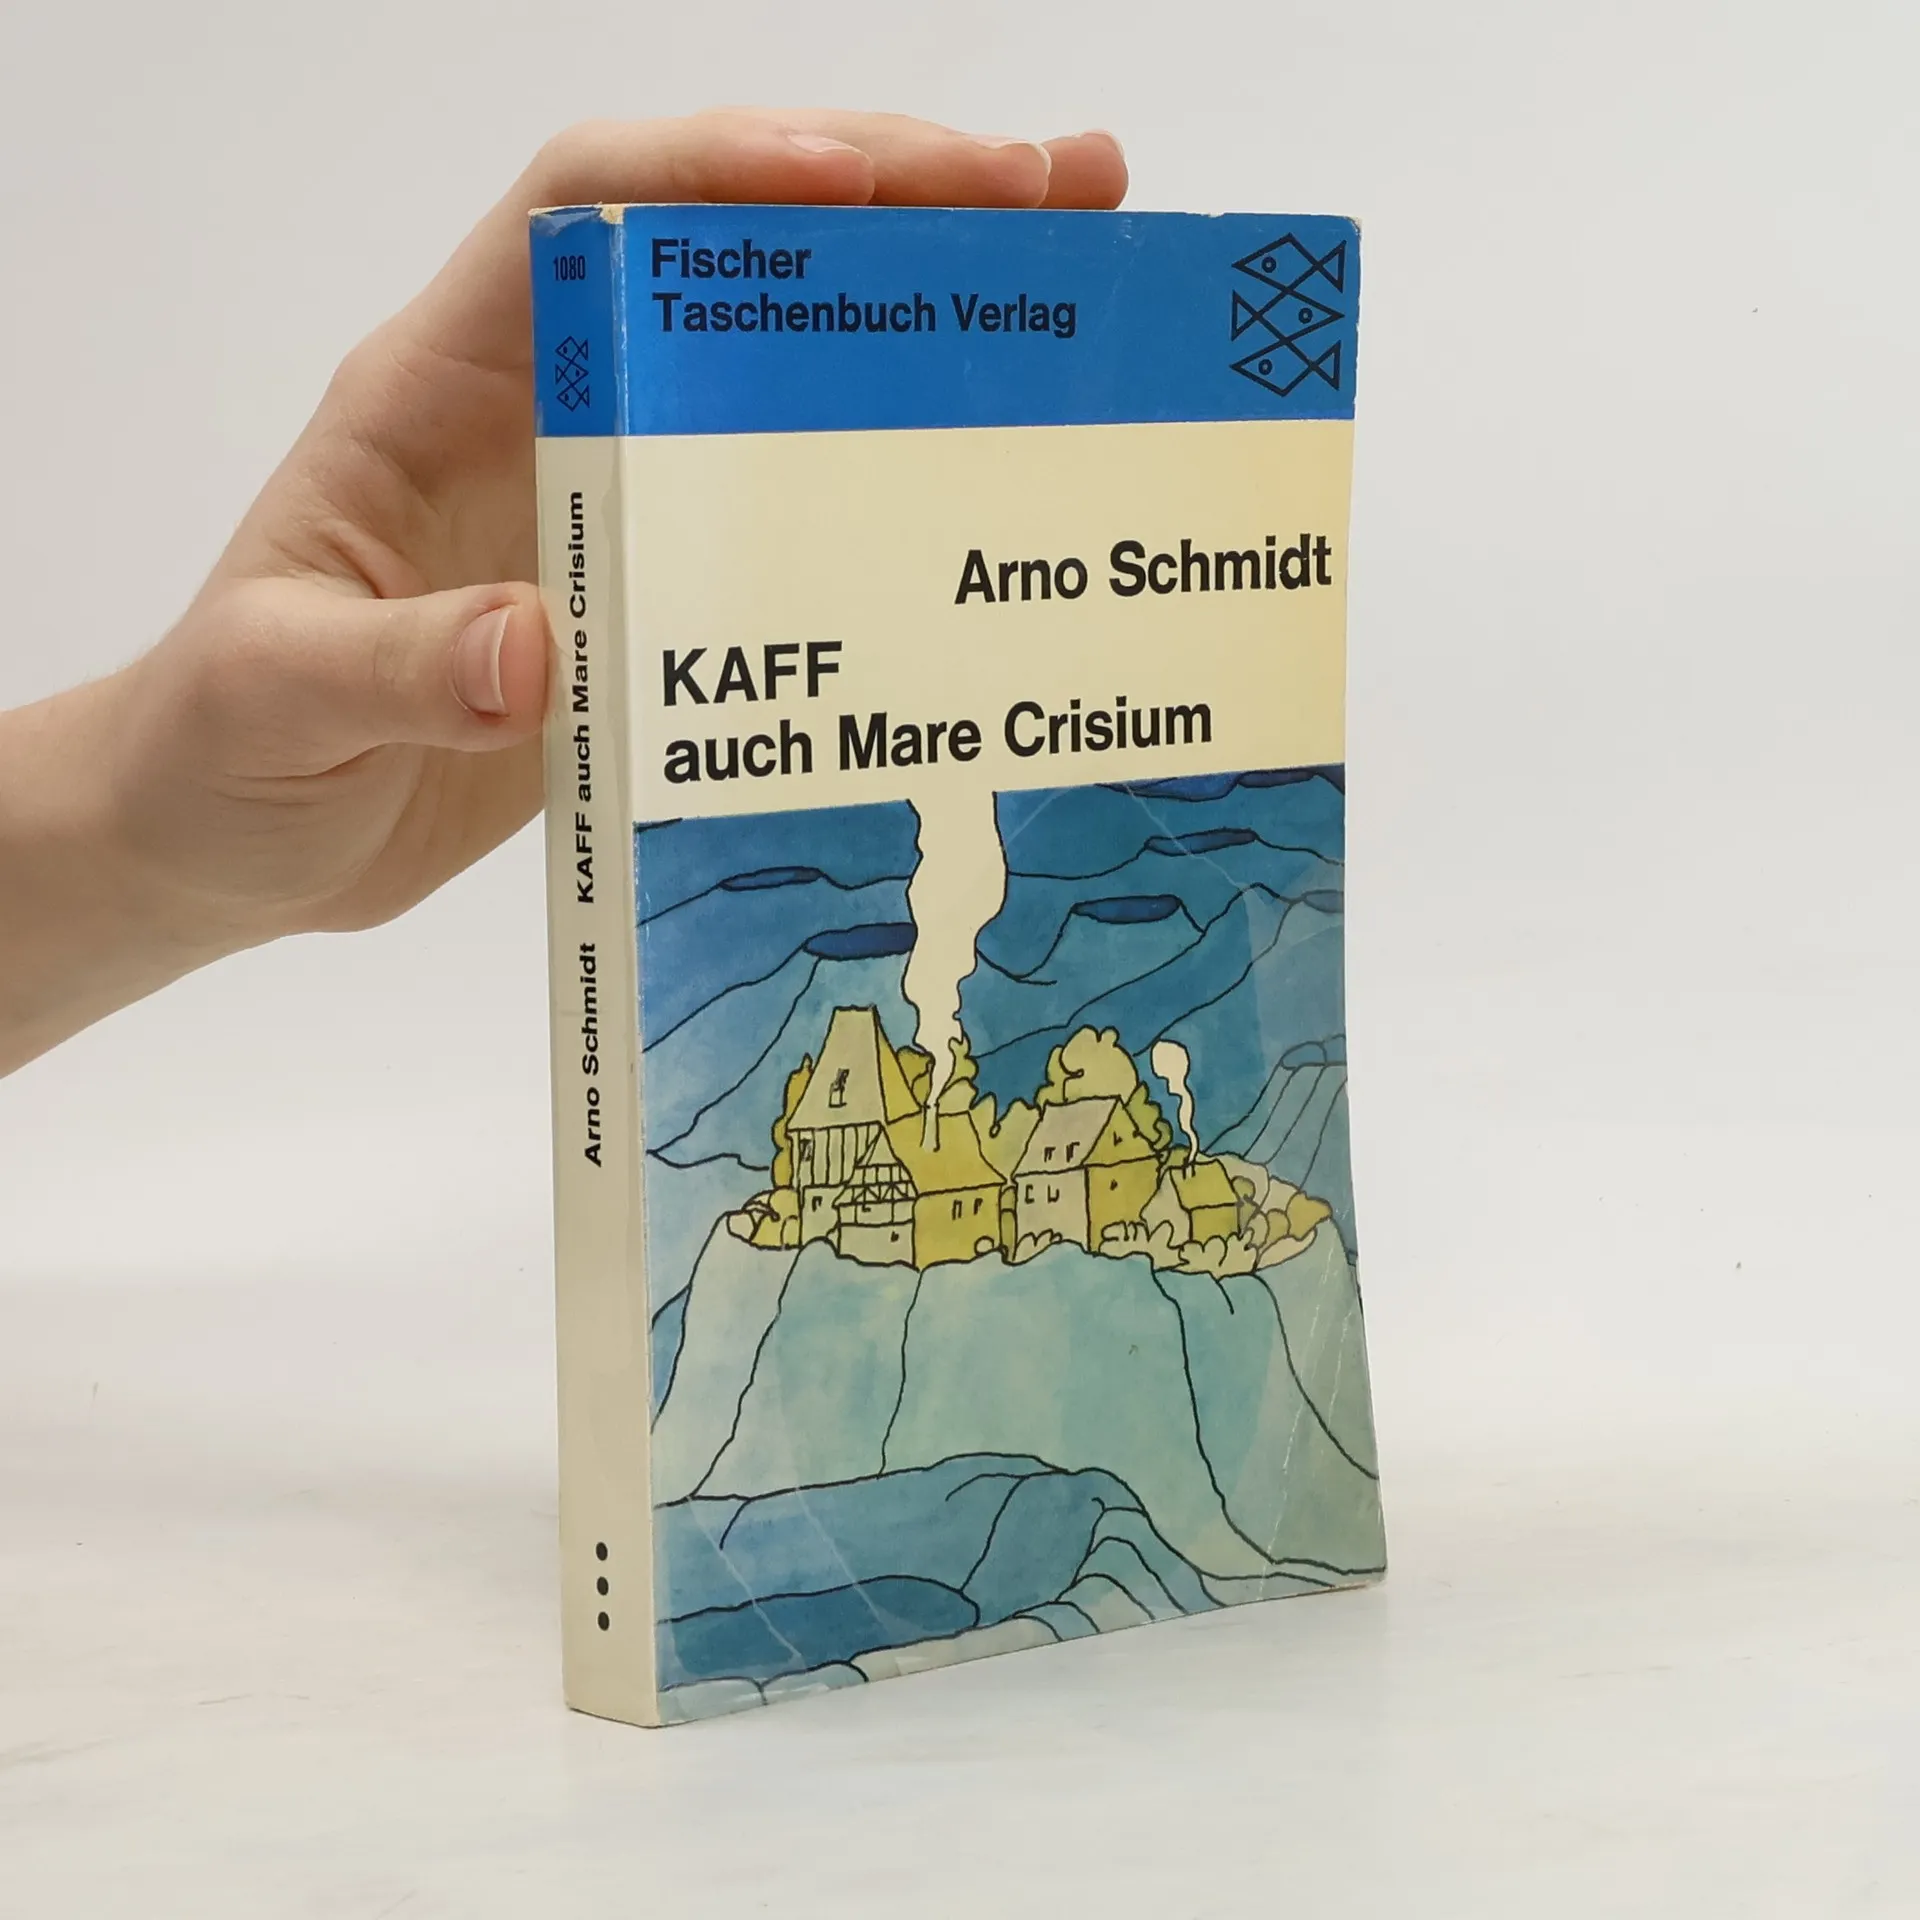 1080
Fischer
Taschenbuch Verlag
Arno Schmidt
KAFF
auch Mare Crisium
Arno Schmidt KAFF auch Mare Crisium